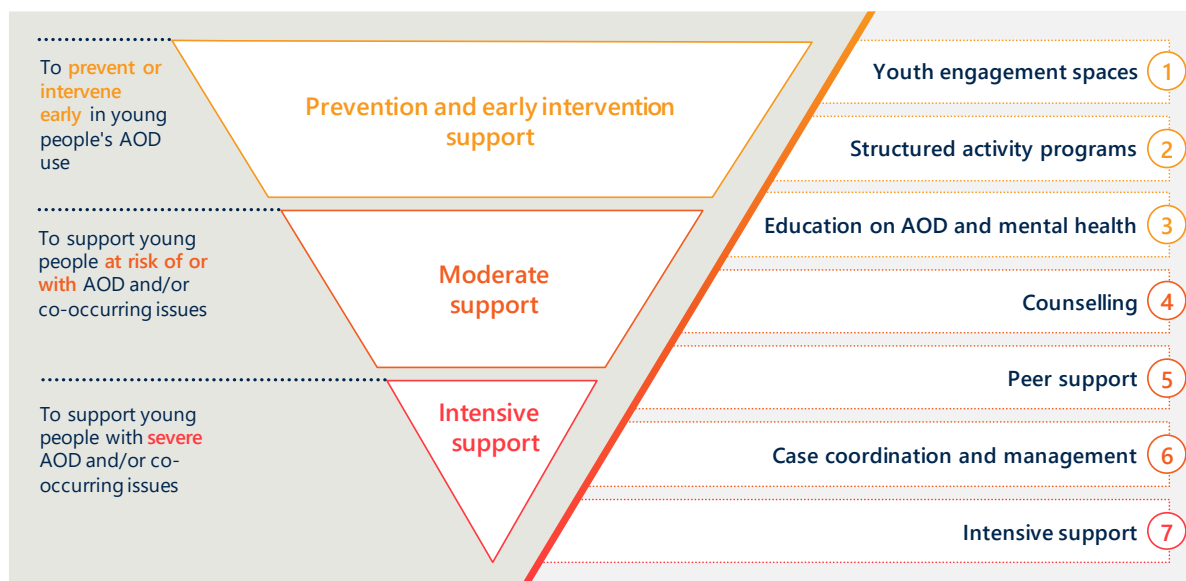 To prevent or
intervene
early in young
people's AOD
use
Prevention and early intervention
support
To support young
people at risk of or
with AOD and/or
co-occurring issues
Moderate
support
To support young
people with severe
AOD and/or co-
occurring issues
Intensive
support
Youth engagement spaces 1
Structured activity programs 2
Education on AOD and mental health 3
Counselling 4
Peer support 5
Case coordination and management 6
Intensive support 7